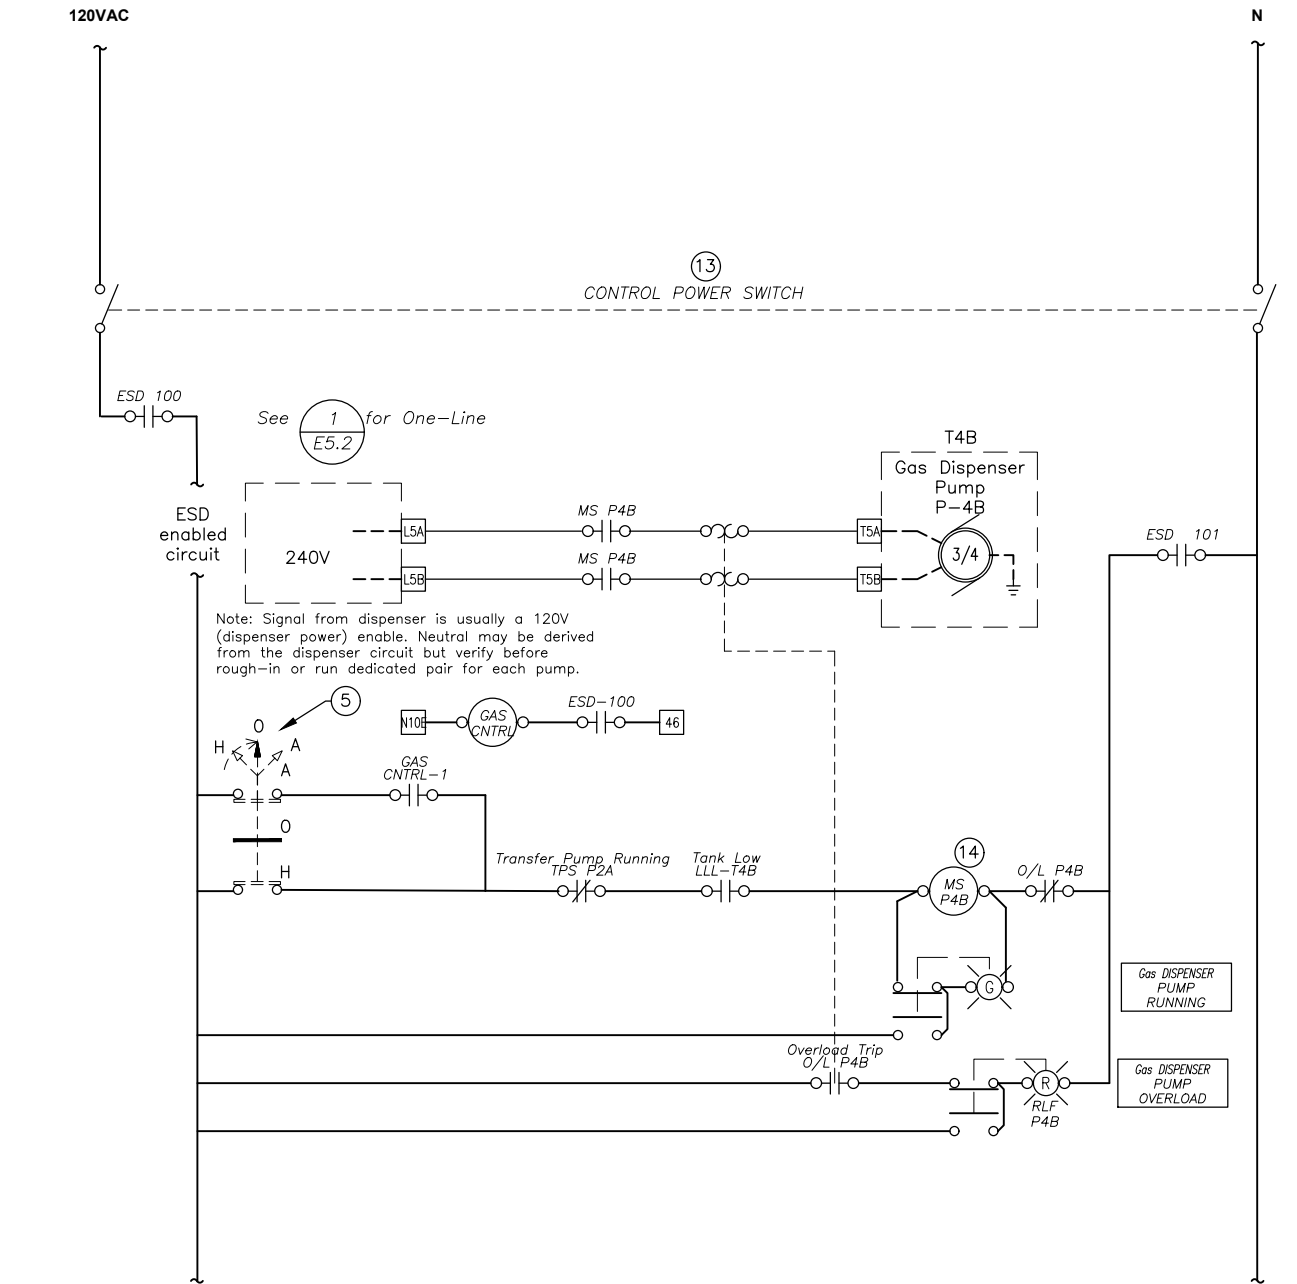 120VAC
N
13
CONTROL POWER SWITCH
ESD 100
See 1 for One-Line
E5.2
T4B
Gas Dispenser
Pump
P-4B
MS P4B
L5A
T5A
ESD
enabled
circuit
240V
3/4
ESD 101
MS P4B
L5B
T5B
Note: Signal from dispenser is usually a 120V
(dispenser power) enable. Neutral may be derived
from the dispenser circuit but verify before
rough-in or run dedicated pair for each pump.
5
ESD-100
N10E
GAS
CNTRL
46
O
H
A
A
GAS
CNTRL-1
O
H
Transfer Pump Running
TPS P2A
Tank Low
LLL-T4B
14
MS
P4B
O/L P4B
G
Gas DISPENSER
PUMP
RUNNING
Overload Trip
O/L P4B
R
RLF
P4B
Gas DISPENSER
PUMP
OVERLOAD